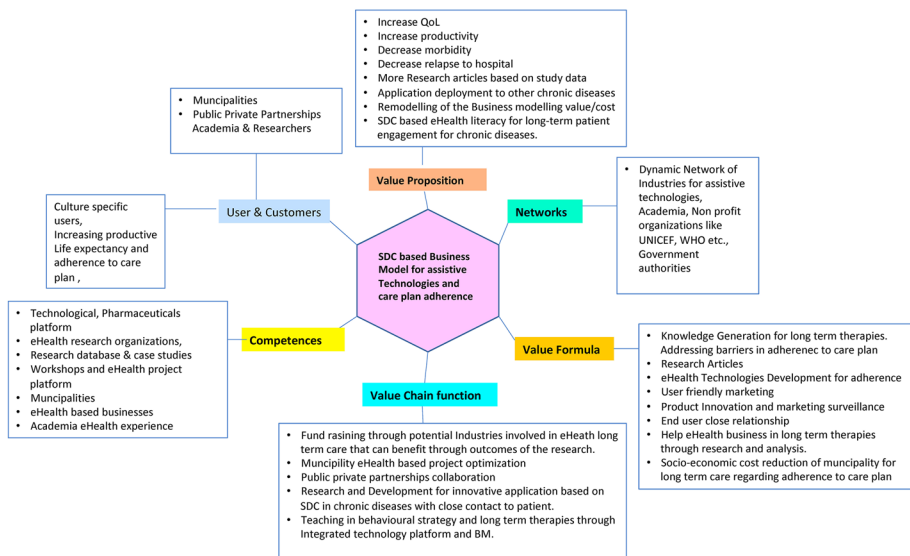 • Increase QoL
• Increase productivity
• Decrease morbidity
• Decrease relapse to hospital
• More Research articles based on study data
• Application deployment to other chronic diseases
• Remodelling of the Business modelling value/cost
• SDC based eHealth literacy for long-term patient
engagement for chronic diseases.
• Muncipalities
• Public Private Partnerships
Academia & Researchers
Value Proposition
• Dynamic Network of
Industries for assistive
technologies,
Academia, Non profit
organizations like
UNICEF, WHO etc.,
Government
authorities
User & Customers
Networks
Culture specific
users,
Increasing productive
Life expectancy and
adherence to care
plan ,
SDC based Business
Model for assistive
Technologies and
care plan adherence
• Technological, Pharmaceuticals
platform
• eHealth research organizations,
• Research database & case studies
• Workshops and eHealth project
platform
• Muncipalities
• eHealth based businesses
• Academia eHealth experience
Competences
Value Formula
• Knowledge Generation for long term therapies.
Addressing barriers in adherenec to care plan
• Research Articles
• eHealth Technologies Development for adherence
• User friendly marketing
• Product Innovation and marketing surveillance
• End user close relationship
• Help eHealth business in long term therapies
through research and analysis.
• Socio-economic cost reduction of muncipality for
long term care regarding adherence to care plan
Value Chain function
• Fund rasining through potential Industries involved in eHeath long
term care that can benefit through outcomes of the research.
• Muncipility eHealth based project optimization
• Public private partnerships collaboration
• Research and Development for innovative application based on
SDC in chronic diseases with close contact to patient.
• Teaching in behavioural strategy and long term therapies through
Integrated technology platform and BM.